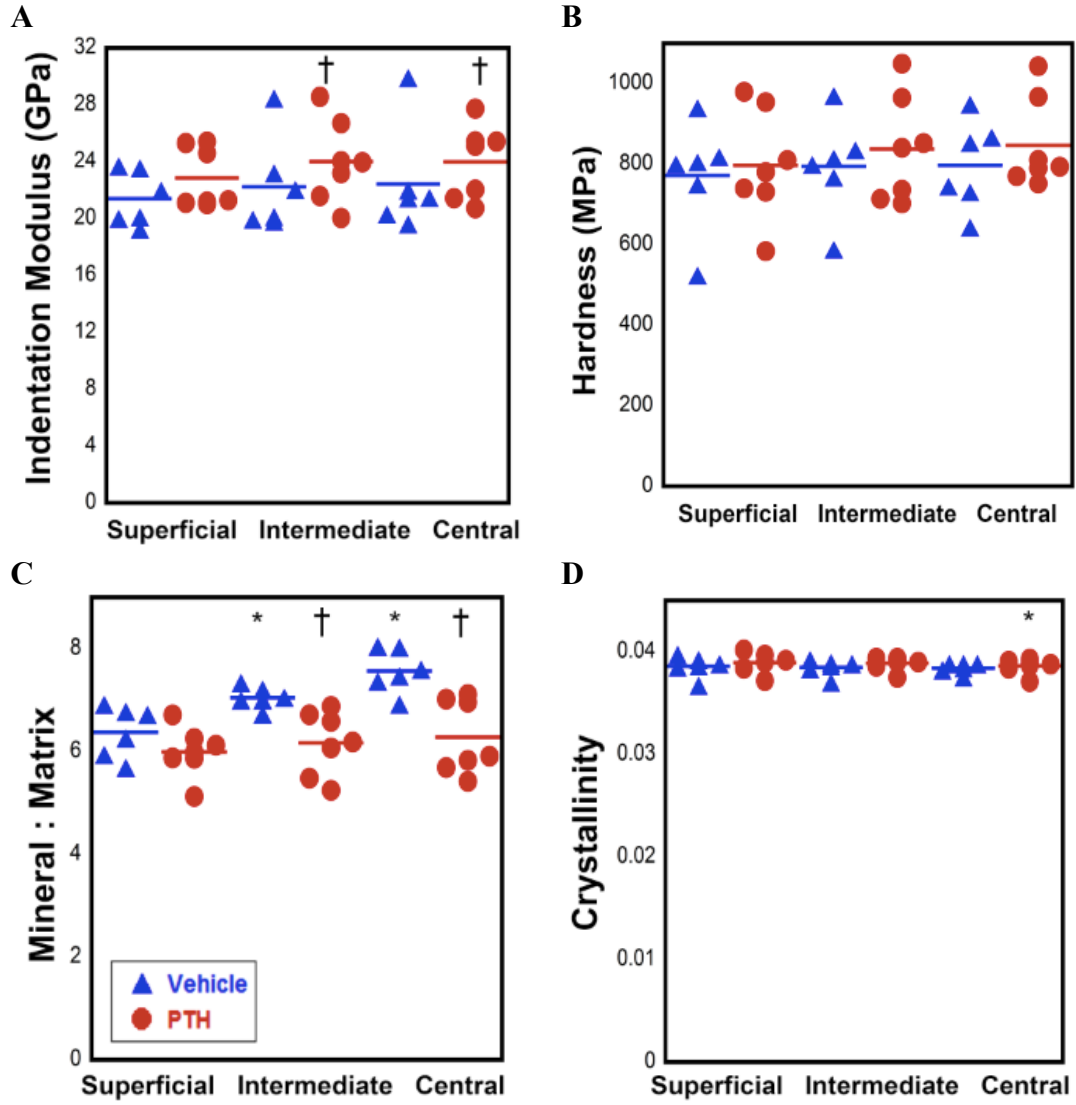 A
Indentation Modulus (GPa)
32
28
24
20
16
12
8
4
0
† †
Superficial Intermediate Central
B
Hardness (MPa)
1000
800
600
400
200
0
Superficial Intermediate Central
C
Mineral : Matrix
8
6
4
2
0
* † * †
Vehicle
PTH
Superficial Intermediate Central
D
Crystallinity
0.04
0.03
0.02
0.01
0
*
Superficial Intermediate Central